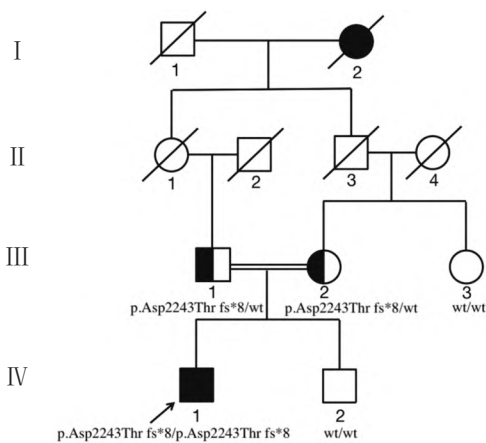 I
1
2
II
1
2
3
4
III
1
2
3
p.Asp2243Thr fs*8/wt
p.Asp2243Thr fs*8/wt
wt/wt
IV
1
2
p.Asp2243Thr fs*8/p.Asp2243Thr fs*8
wt/wt